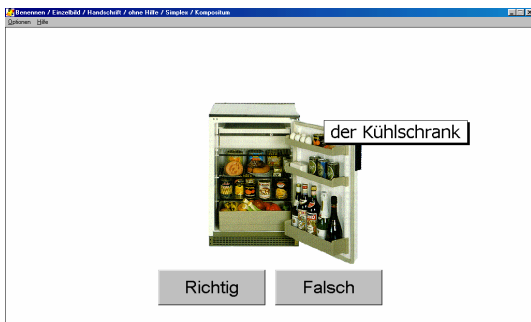 Benennen / Einzelbild / Handschrift / ohne Hilfe / Simplex / Kompositum
Optionen Hilfe
der Kühlschrank
Richtig Falsch